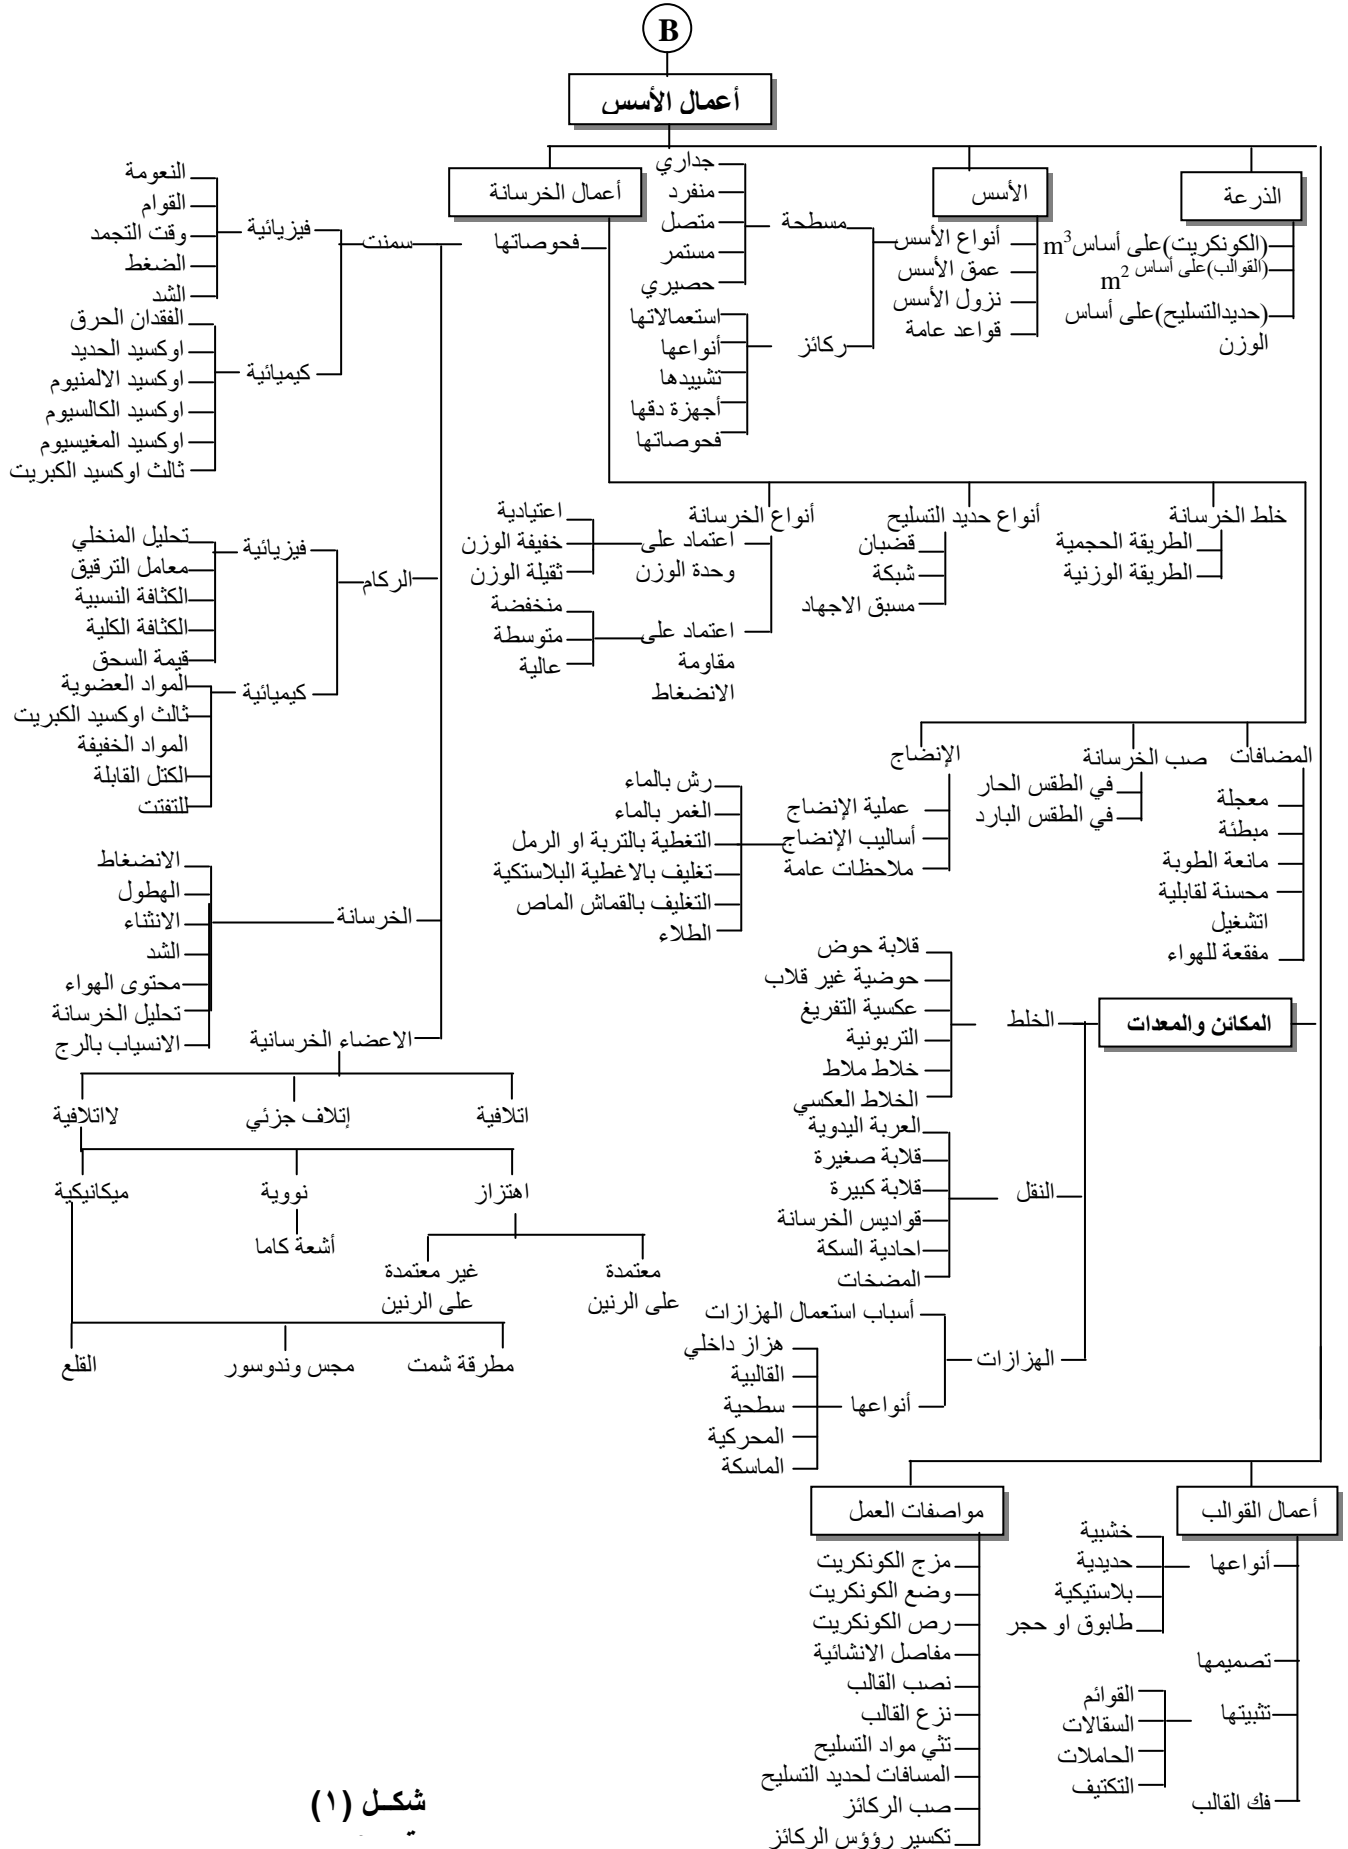 B
أعمال الأسس
الذرعة
(الكونكريت)على أساس m³
(القوالب)على أساس m²
(حديدالتسليح)على أساس
الوزن
الأسس
أنواع الأسس
عمق الأسس
نزول الأسس
قواعد عامة
مسطحة
جداري
منفرد
متصل
مستمر
حصيري
ركائز
استعمالاتها
أنواعها
تشييدها
أجهزة دقها
فحوصاتها
أعمال الخرسانة
فحوصاتها
سمنت
فيزيائية
النعومة
القوام
وقت التجمد
الضغط
الشد
كيميائية
الفقدان الحرق
اوكسيد الحديد
اوكسيد الالمنيوم
اوكسيد الكالسيوم
اوكسيد المغيسيوم
ثالث اوكسيد الكبريت
الركام
فيزيائية
تحليل المنخلي
معامل الترقيق
الكثافة النسبية
الكثافة الكلية
قيمة السحق
كيميائية
المواد العضوية
ثالث اوكسيد الكبريت
المواد الخفيفة
الكتل القابلة
للتفتت
الخرسانة
الانضغاط
الهطول
الانثناء
الشد
محتوى الهواء
تحليل الخرسانة
الانسياب بالرج
الاعضاء الخرسانية
اتلافية
إتلاف جزئي
لااتلافية
اهتزاز
نووية
ميكانيكية
أشعة كاما
معتمدة
على الرنين
غير معتمدة
على الرنين
مطرقة شمت
مجس وندوسور
القلع
خلط الخرسانة
الطريقة الحجمية
الطريقة الوزنية
أنواع حديد التسليح
قضبان
شبكة
مسبق الاجهاد
أنواع الخرسانة
اعتماد على
وحدة الوزن
اعتيادية
خفيفة الوزن
ثقيلة الوزن
اعتماد على
مقاومة
الانضغاط
منخفضة
متوسطة
عالية
المضافات
معجلة
مبطئة
مانعة الطوبة
محسنة لقابلية
اتشغيل
مفقعة للهواء
صب الخرسانة
في الطقس الحار
في الطقس البارد
الإنضاج
عملية الإنضاج
أساليب الإنضاج
ملاحظات عامة
رش بالماء
الغمر بالماء
التغطية بالتربة او الرمل
تغليف بالاغطية البلاستكية
التغليف بالقماش الماص
الطلاء
المكائن والمعدات
الخلط
قلابة حوض
حوضية غير قلاب
عكسية التفريغ
التربونية
خلاط ملاط
الخلاط العكسي
النقل
العربة اليدوية
قلابة صغيرة
قلابة كبيرة
قواديس الخرسانة
احادية السكة
المضخات
الهزازات
أسباب استعمال الهزازات
أنواعها
هزاز داخلي
القالبية
سطحية
المحركية
الماسكة
أعمال القوالب
أنواعها
خشبية
حديدية
بلاستيكية
طابوق او حجر
تصميمها
تثبيتها
القوائم
السقالات
الحاملات
التكتيف
فك القالب
مواصفات العمل
مزج الكونكريت
وضع الكونكريت
رص الكونكريت
مفاصل الانشائية
نصب القالب
نزع القالب
تثي مواد التسليح
المسافات لحديد التسليح
صب الركائز
تكسير رؤوس الركائز
شكـل (١)